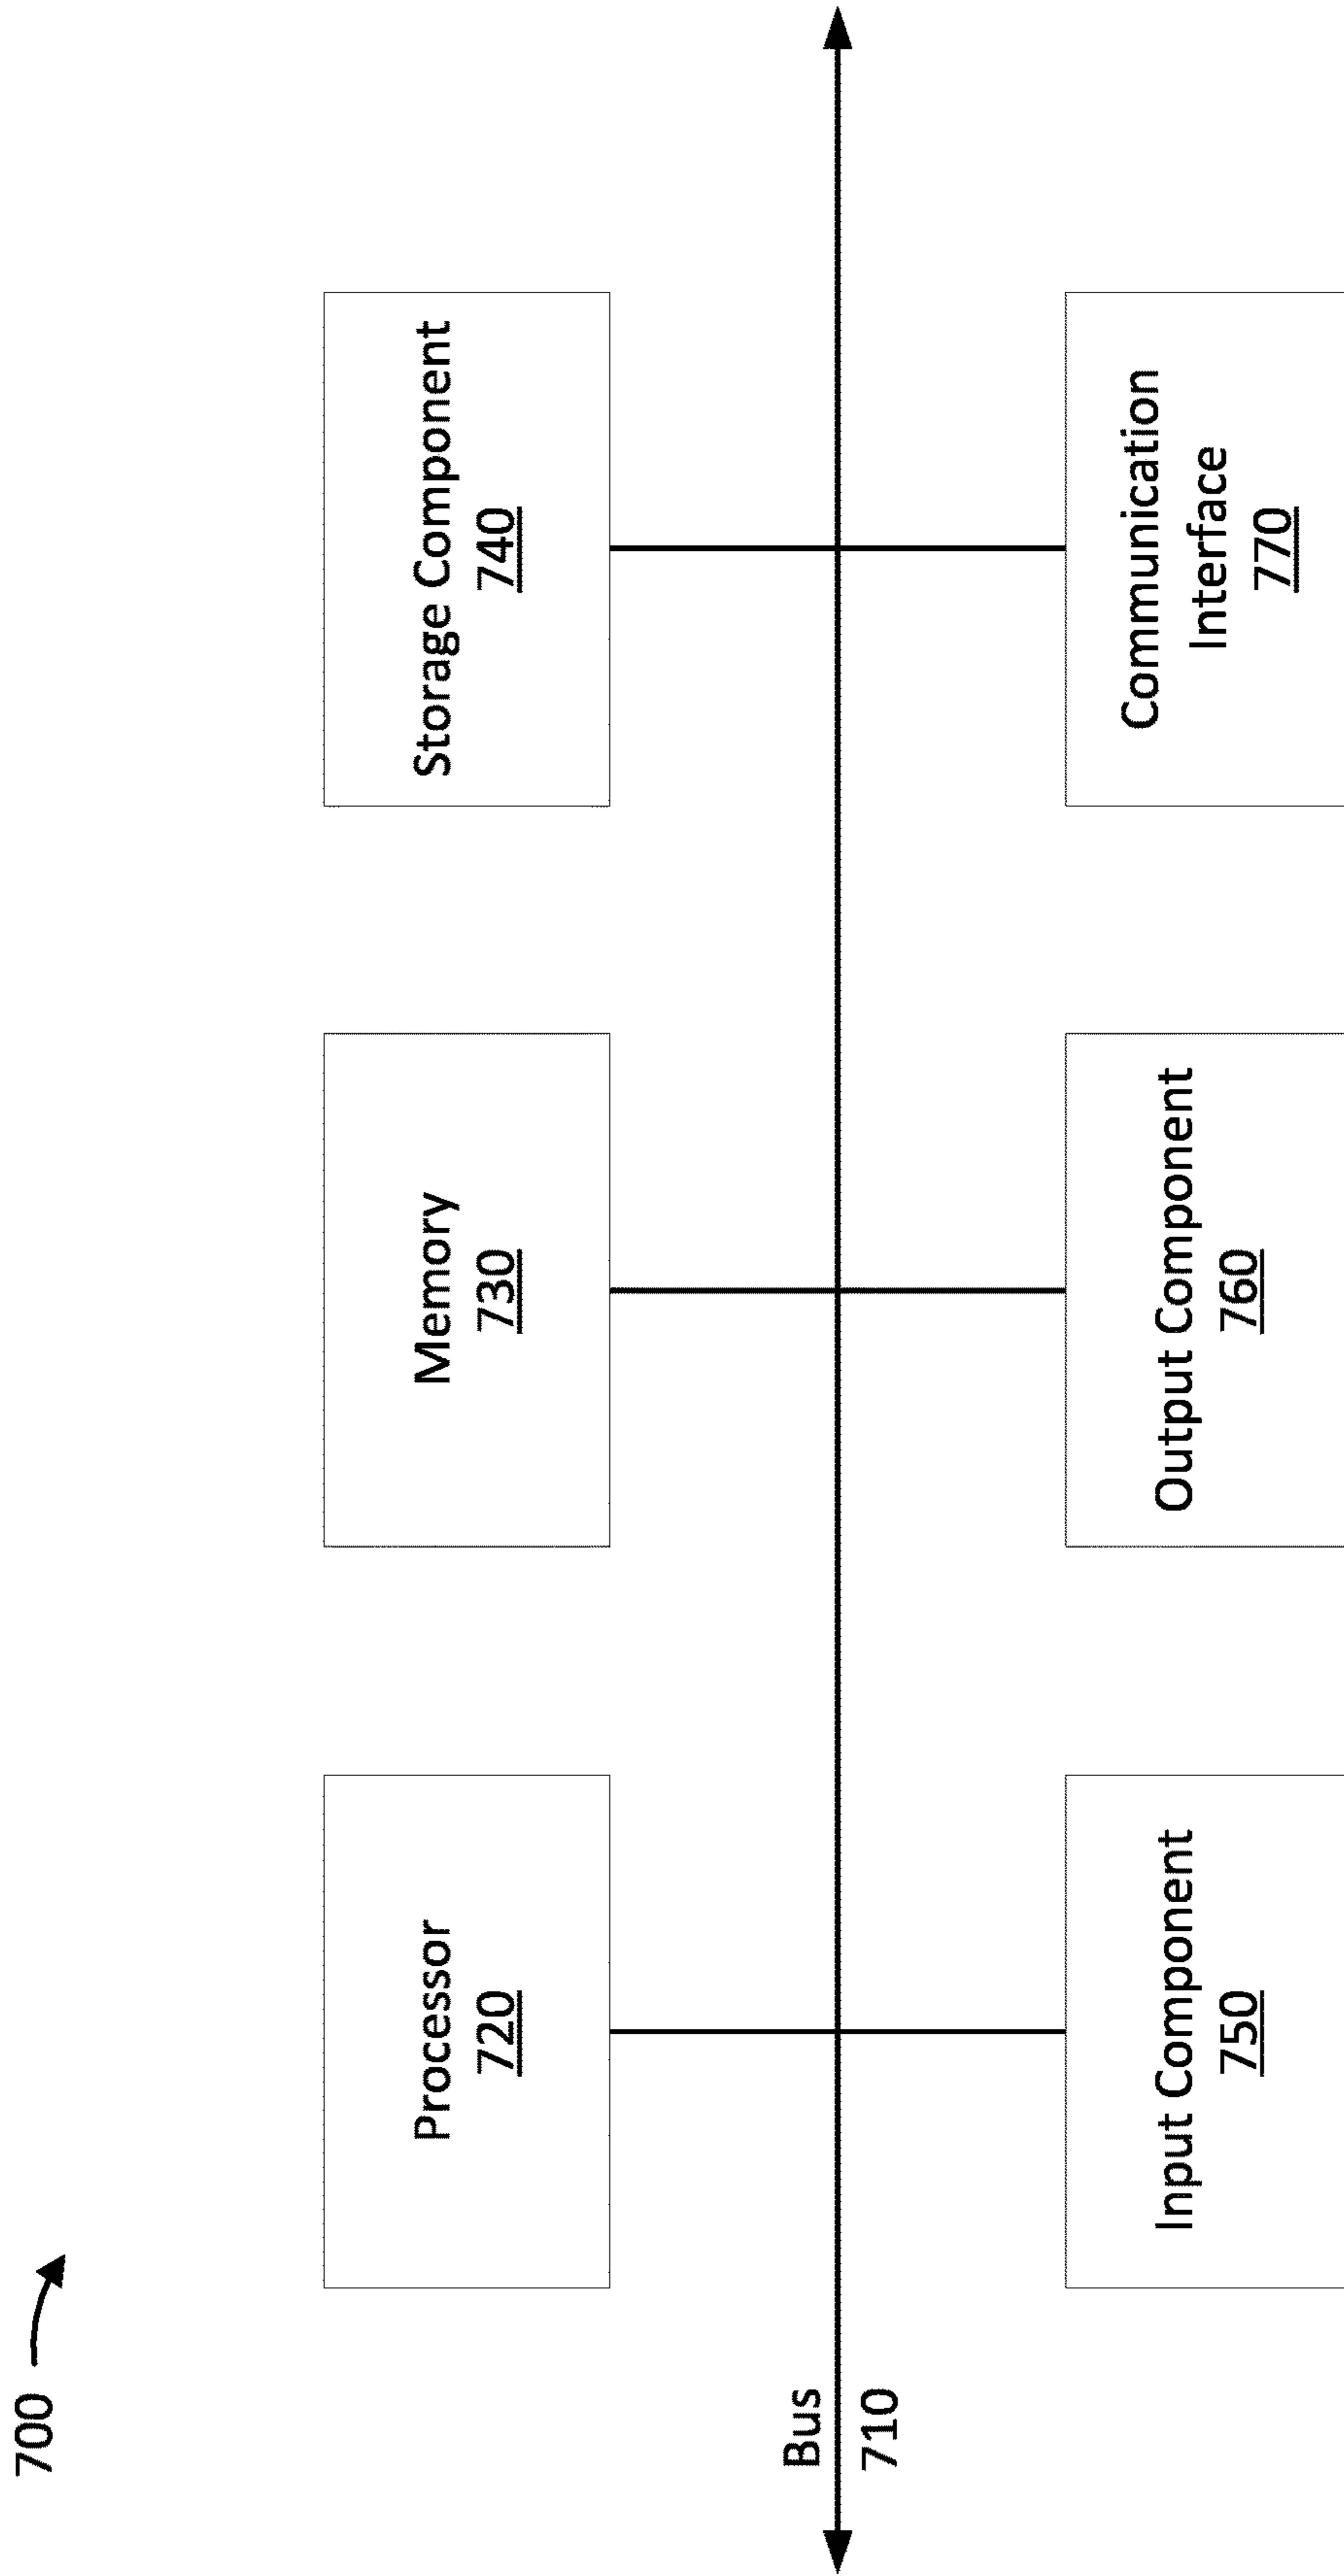 700
Processor
720
Memory
730
Storage Component
740
Bus
710
Input Component
750
Output Component
760
Communication
Interface
770